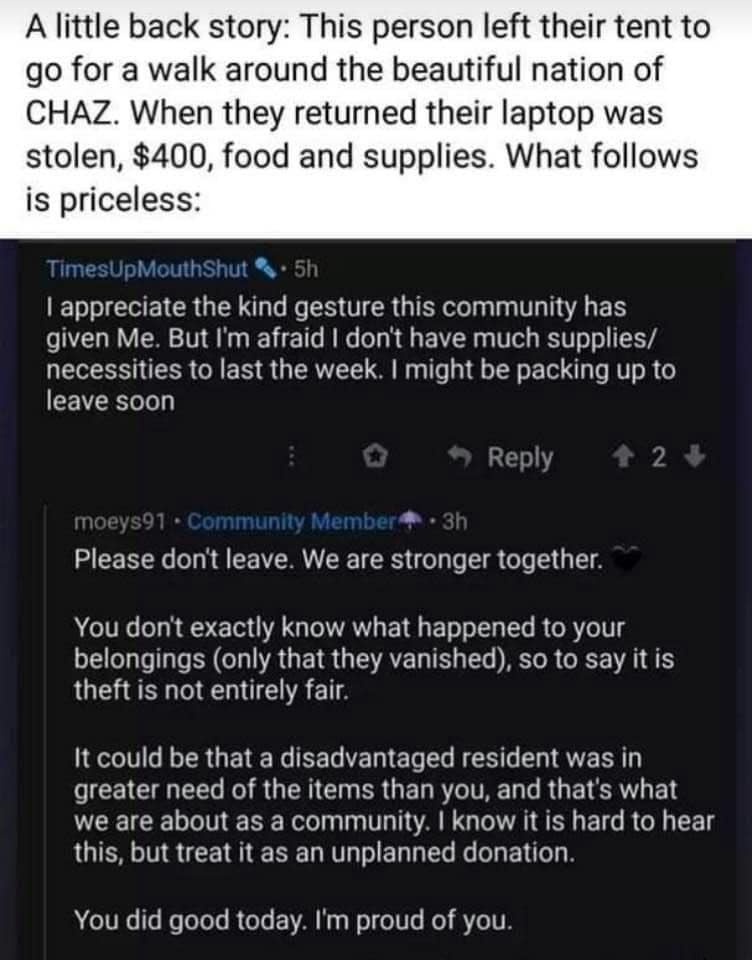 A little back story: This person left their tent to
go for a walk around the beautiful nation of
CHAZ. When they returned their laptop was
stolen, $400, food and supplies. What follows
is priceless:
TimesUpMouthShut • 5h
I appreciate the kind gesture this community has
given Me. But I'm afraid I don't have much supplies/
necessities to last the week. I might be packing up to
leave soon
Reply 2
moeys91 • Community Member • 3h
Please don't leave. We are stronger together. 🖤
You don't exactly know what happened to your
belongings (only that they vanished), so to say it is
theft is not entirely fair.
It could be that a disadvantaged resident was in
greater need of the items than you, and that's what
we are about as a community. I know it is hard to hear
this, but treat it as an unplanned donation.
You did good today. I'm proud of you.